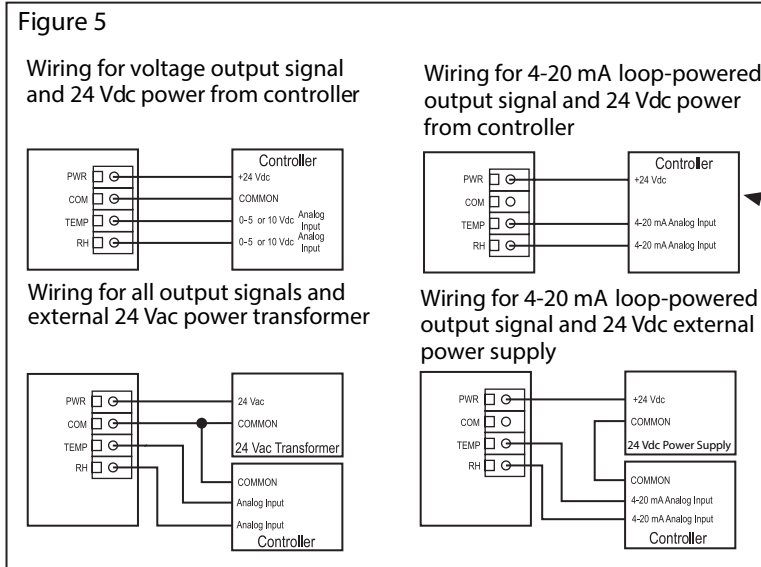 Figure 5
Wiring for voltage output signal
and 24 Vdc power from controller
PWR
COM
TEMP
RH
Controller
+24 Vdc
COMMON
0-5 or 10 Vdc Analog
Input
0-5 or 10 Vdc Analog
Input
Wiring for 4-20 mA loop-powered
output signal and 24 Vdc power
from controller
PWR
COM
TEMP
RH
Controller
+24 Vdc
4-20 mA Analog Input
4-20 mA Analog Input
Wiring for all output signals and
external 24 Vac power transformer
PWR
COM
TEMP
RH
24 Vac
COMMON
24 Vac Transformer
COMMON
Analog Input
Analog Input
Controller
Wiring for 4-20 mA loop-powered
output signal and 24 Vdc external
power supply
PWR
COM
TEMP
RH
+24 Vdc
COMMON
24 Vdc Power Supply
COMMON
4-20 mA Analog Input
4-20 mA Analog Input
Controller